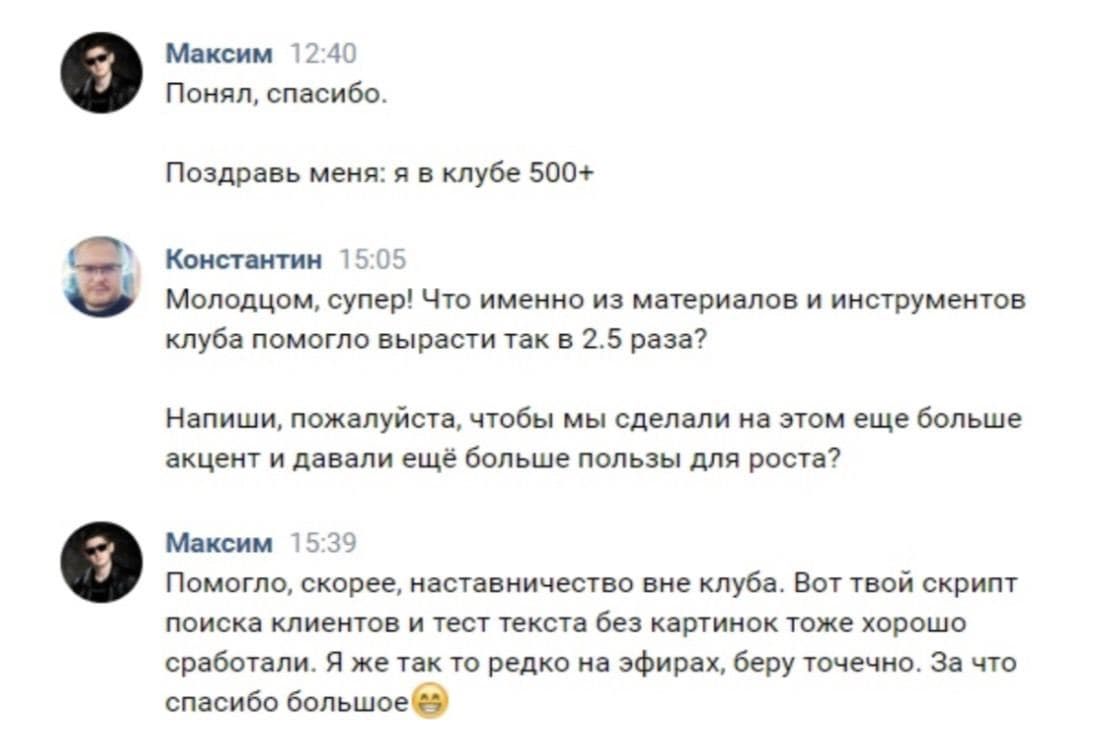 Максим 12:40
Понял, спасибо.
Поздравь меня: я в клубе 500+
Константин 15:05
Молодцом, супер! Что именно из материалов и инструментов
клуба помогло вырасти так в 2.5 раза?
Напиши, пожалуйста, чтобы мы сделали на этом еще больше
акцент и давали ещё больше пользы для роста?
Максим 15:39
Помогло, скорее, наставничество вне клуба. Вот твой скрипт
поиска клиентов и тест текста без картинок тоже хорошо
сработали. Я же так то редко на эфирах, беру точечно. За что
спасибо большое😁